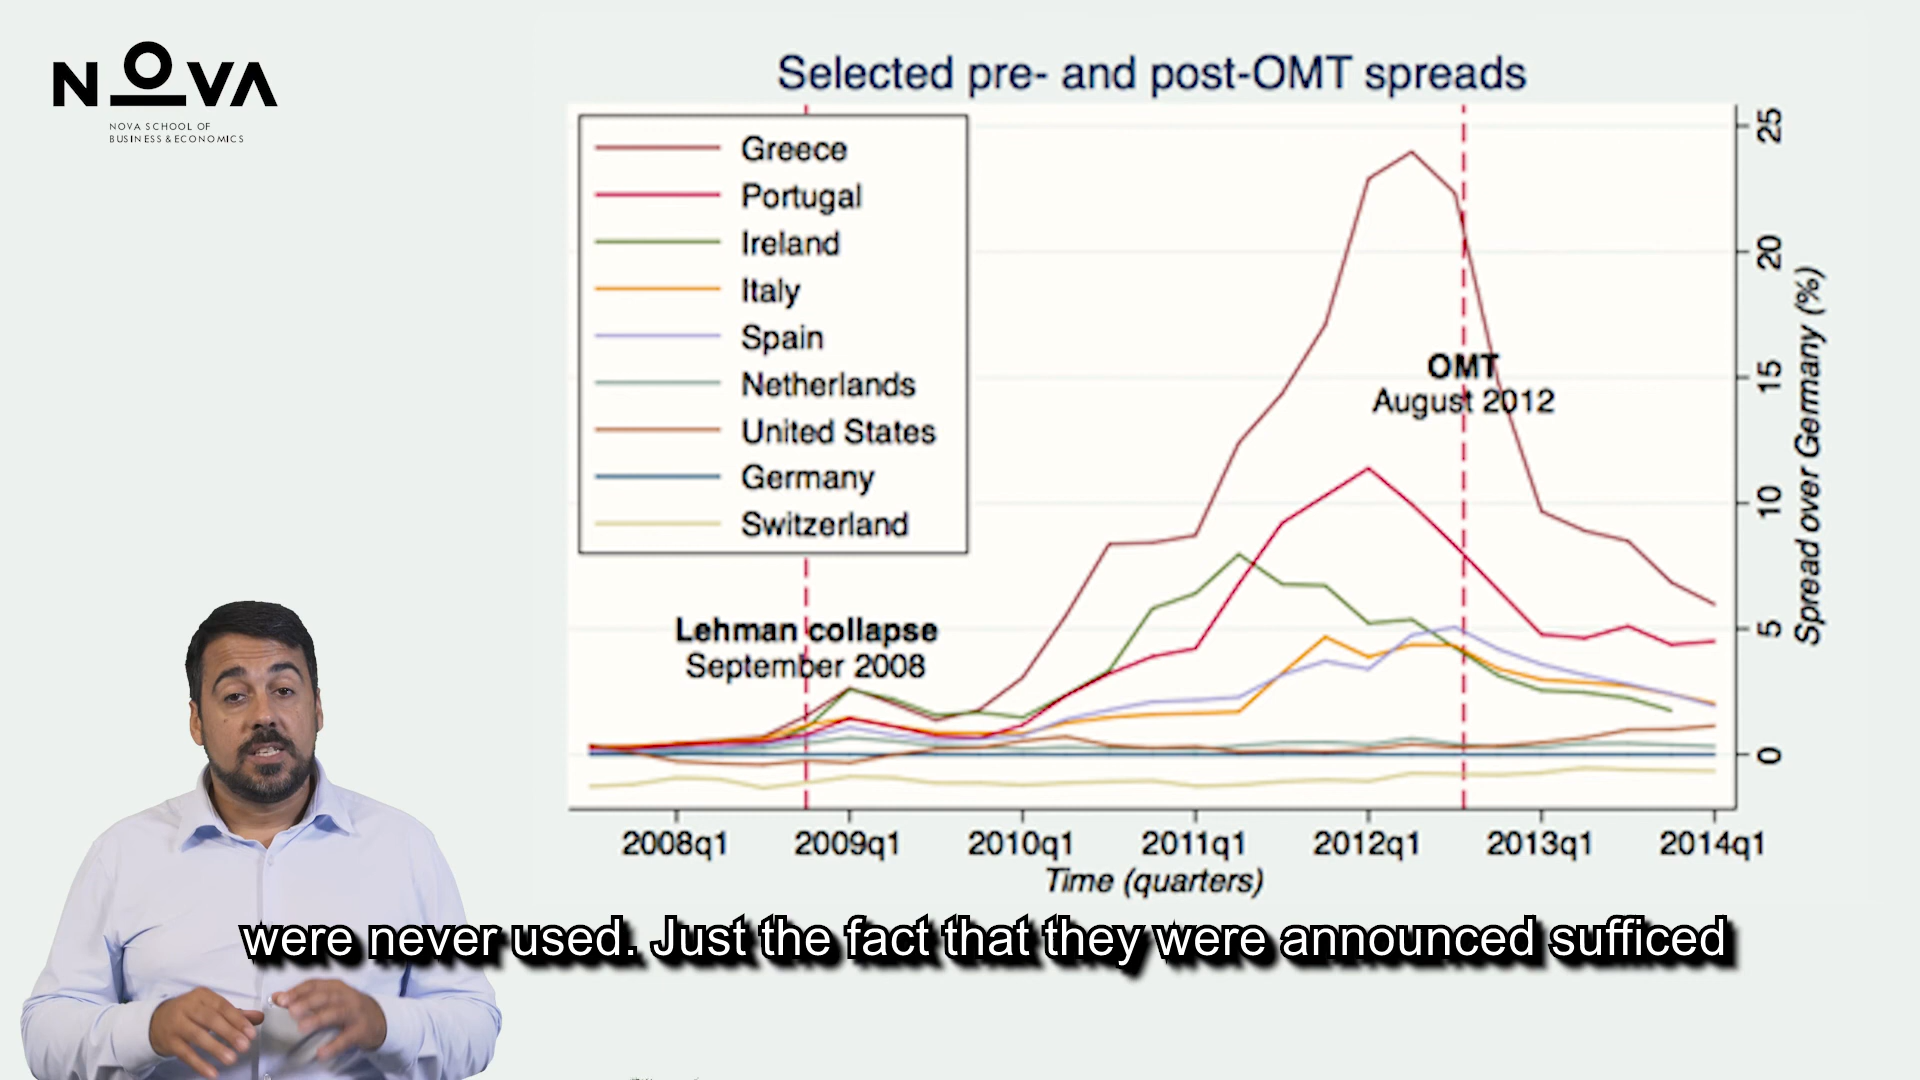 NOVA
NOVA SCHOOL OF
BUSINESS & ECONOMICS
Selected pre- and post-OMT spreads
Greece
Portugal
Ireland
Italy
Spain
Netherlands
United States
Germany
Switzerland
Lehman collapse
September 2008
OMT
August 2012
25
20
15
10
5
0
Spread over Germany (%)
2008q1
2009q1
2010q1
2011q1
2012q1
2013q1
2014q1
Time (quarters)
were never used. Just the fact that they were announced sufficed